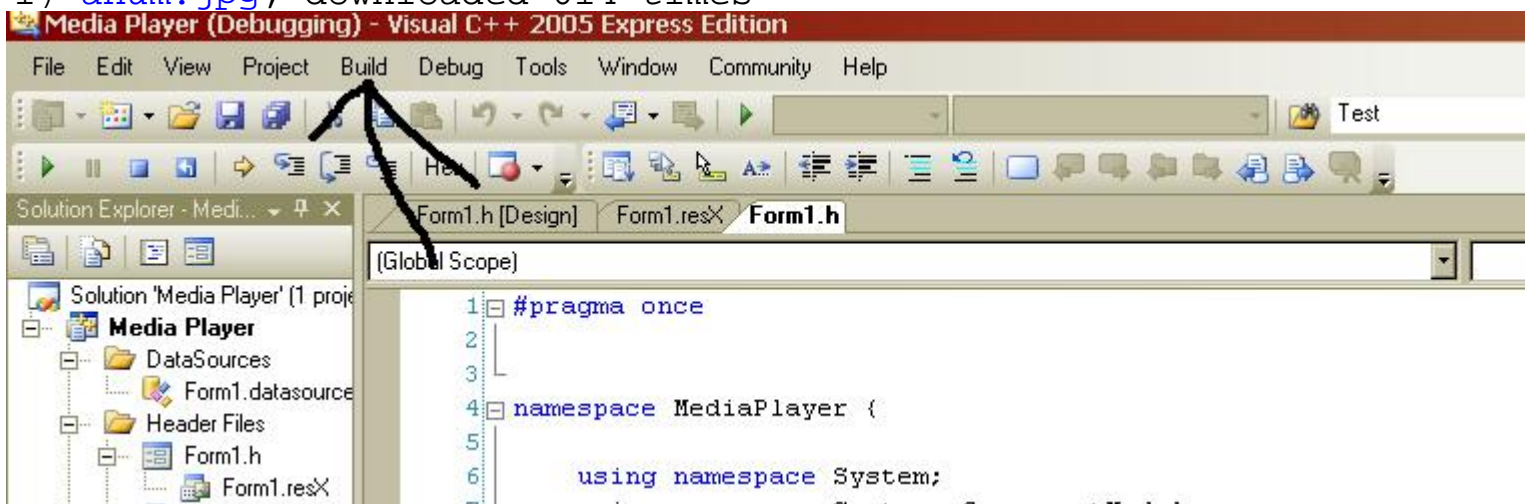 Media Player (Debugging) - Visual C++ 2005 Express Edition
File Edit View Project Build Debug Tools Window Community Help
Test
Solution Explorer - Medi...
Form1.h [Design] Form1.resX Form1.h
(Global Scope)
Solution 'Media Player' (1 proje
Media Player
DataSources
Form1.datasource
Header Files
Form1.h
Form1.resX
1 #pragma once
2
3
4 namespace MediaPlayer {
5
6 using namespace System;